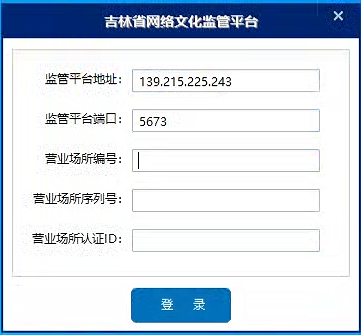 吉林省网络文化监管平台
监管平台地址: 139.215.225.243
监管平台端口: 5673
营业场所编号:
营业场所序列号:
营业场所认证ID:
登 录